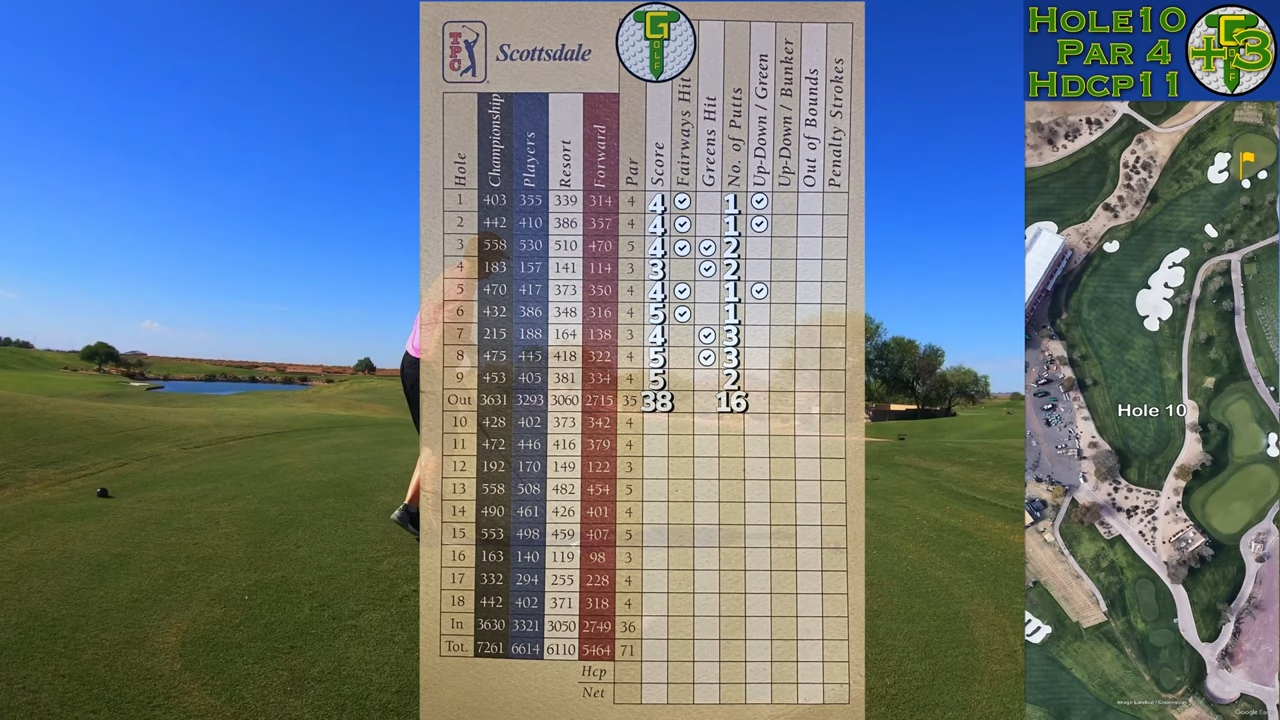 TPC
Scottsdale
G
OLF
Hole Championship Players Resort Forward Par Score Fairways Hit Greens Hit No. of Putts Up-Down / Green Up-Down / Bunker Out of Bounds Penalty Strokes
1 403 355 339 314 4 4 1
2 442 410 386 357 4 4 1
3 558 530 510 470 5 4 2
4 183 157 141 114 3 3 2
5 470 417 373 350 4 4 1
6 432 386 348 316 4 5 1
7 215 188 164 138 3 4 3
8 475 445 418 322 4 5 3
9 453 405 381 334 4 5 2
Out 3631 3293 3060 2715 35 38 16
10 428 402 373 342 4
11 472 446 416 379 4
12 192 170 149 122 3
13 558 508 482 454 5
14 490 461 426 401 4
15 553 498 459 407 5
16 163 140 119 98 3
17 332 294 255 228 4
18 442 402 371 318 4
In 3630 3321 3050 2749 36
Tot. 7261 6614 6110 5464 71
Hcp
Net
Hole10
Par 4
Hdcp11
+3
Hole 10
Image Landsat / Copernicus
Google Earth